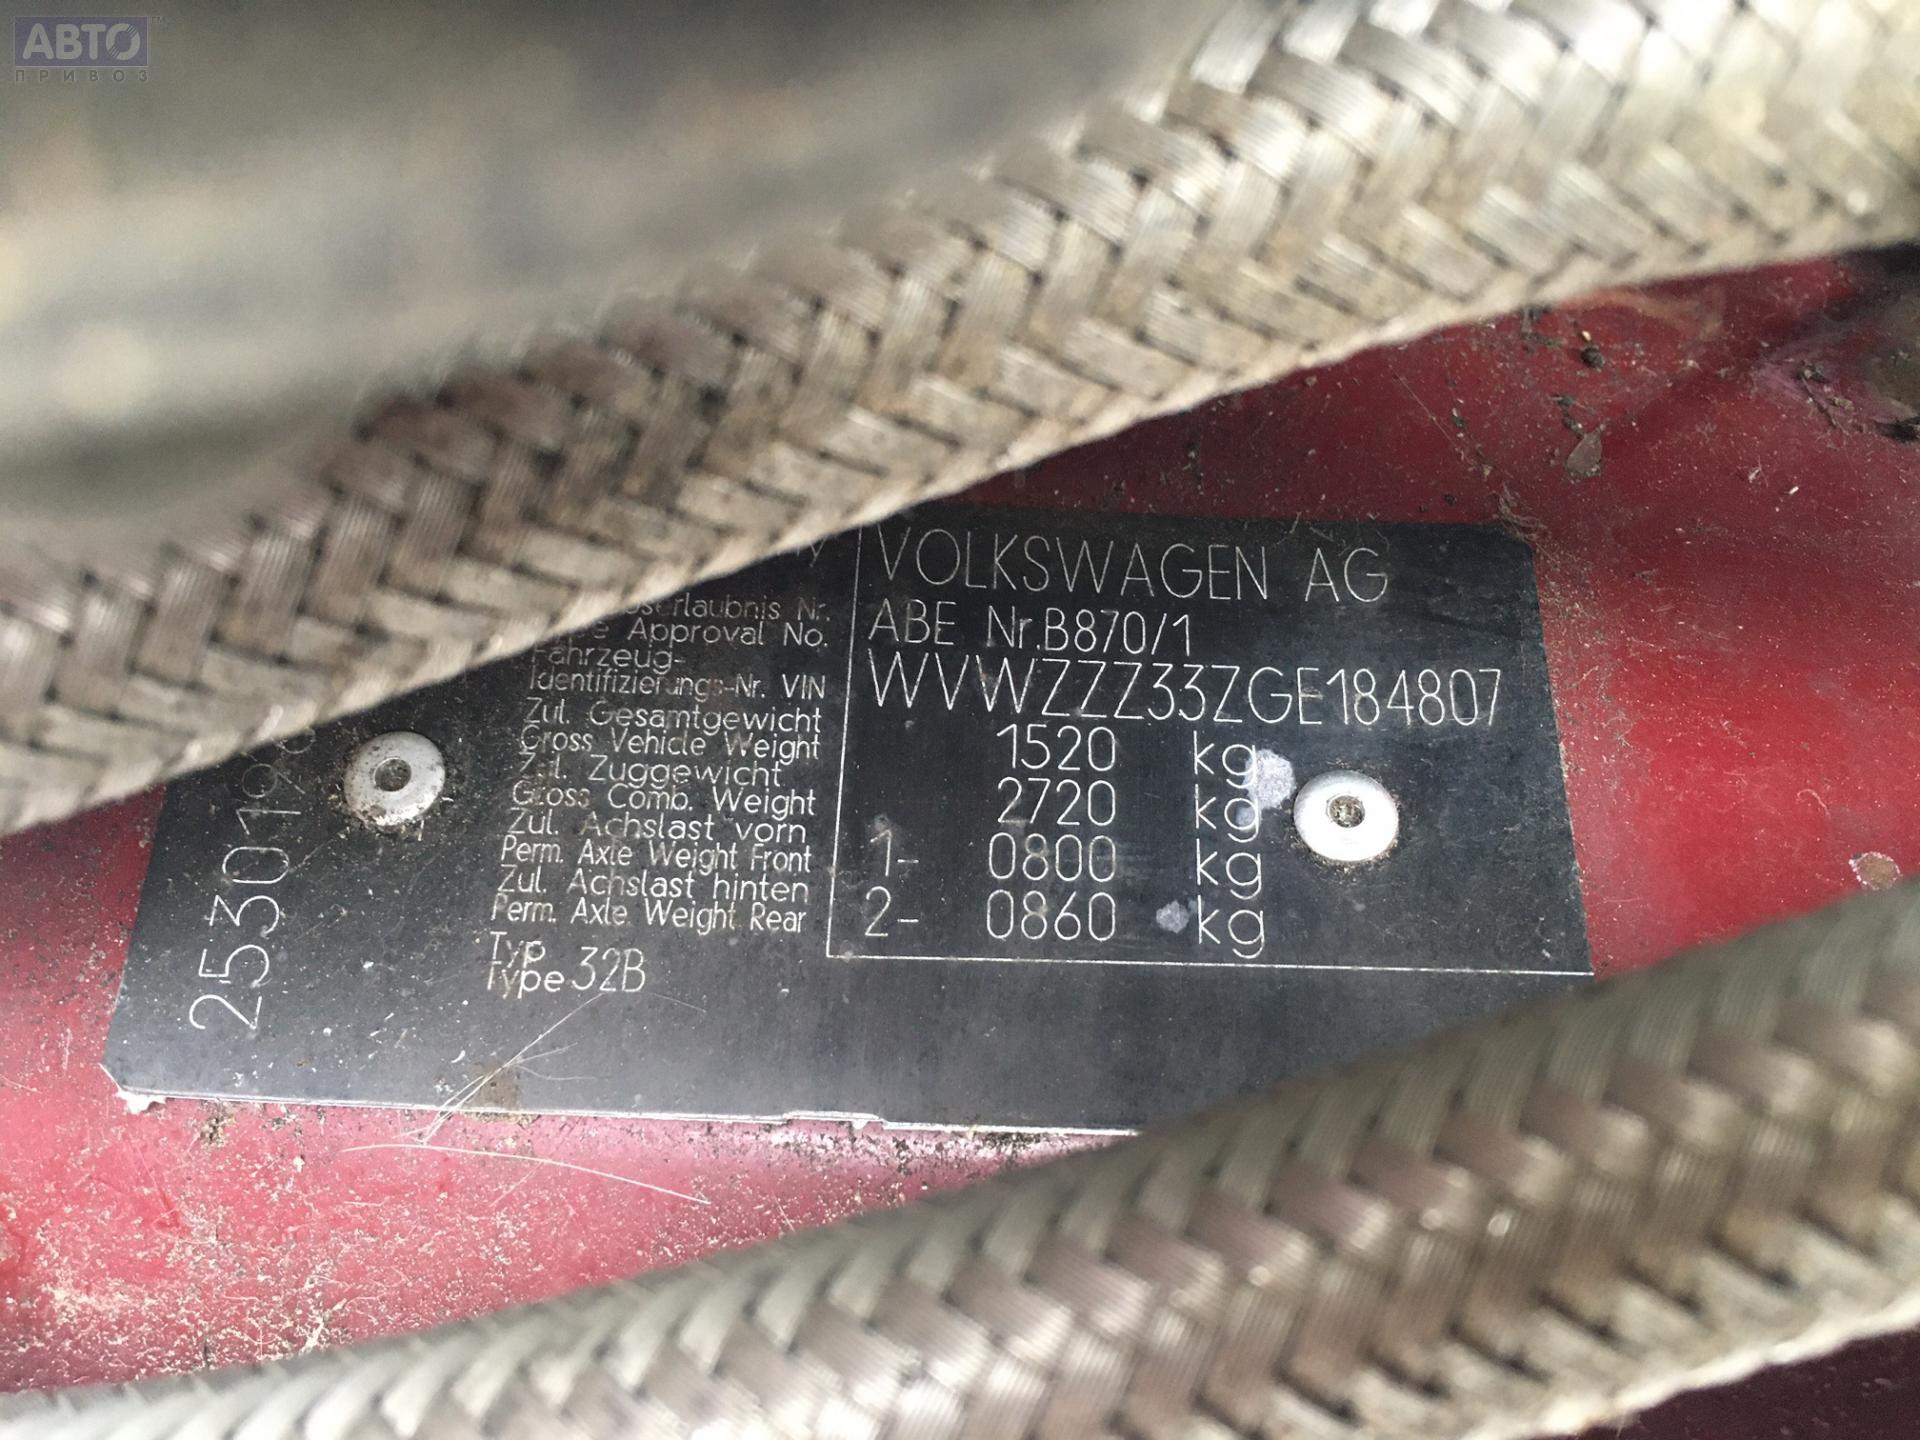 АВТО
ПРИВОЗ
VOLKSWAGEN AG
Nr.
ABE Nr.B870/1
Approval No.
Fahrzeug-
Identifizierungs-Nr. VIN
WVWZZZ33ZGE184807
Zul. Gesamtgewicht
Gross Vehicle Weight
1520 kg
Zul. Zuggewicht
Gross Comb. Weight
2720 kg
Zul. Achslast vorn
Perm. Axle Weight Front
1- 0800 kg
Zul. Achslast hinten
Perm. Axle Weight Rear
2- 0860 kg
Typ
Type 32B